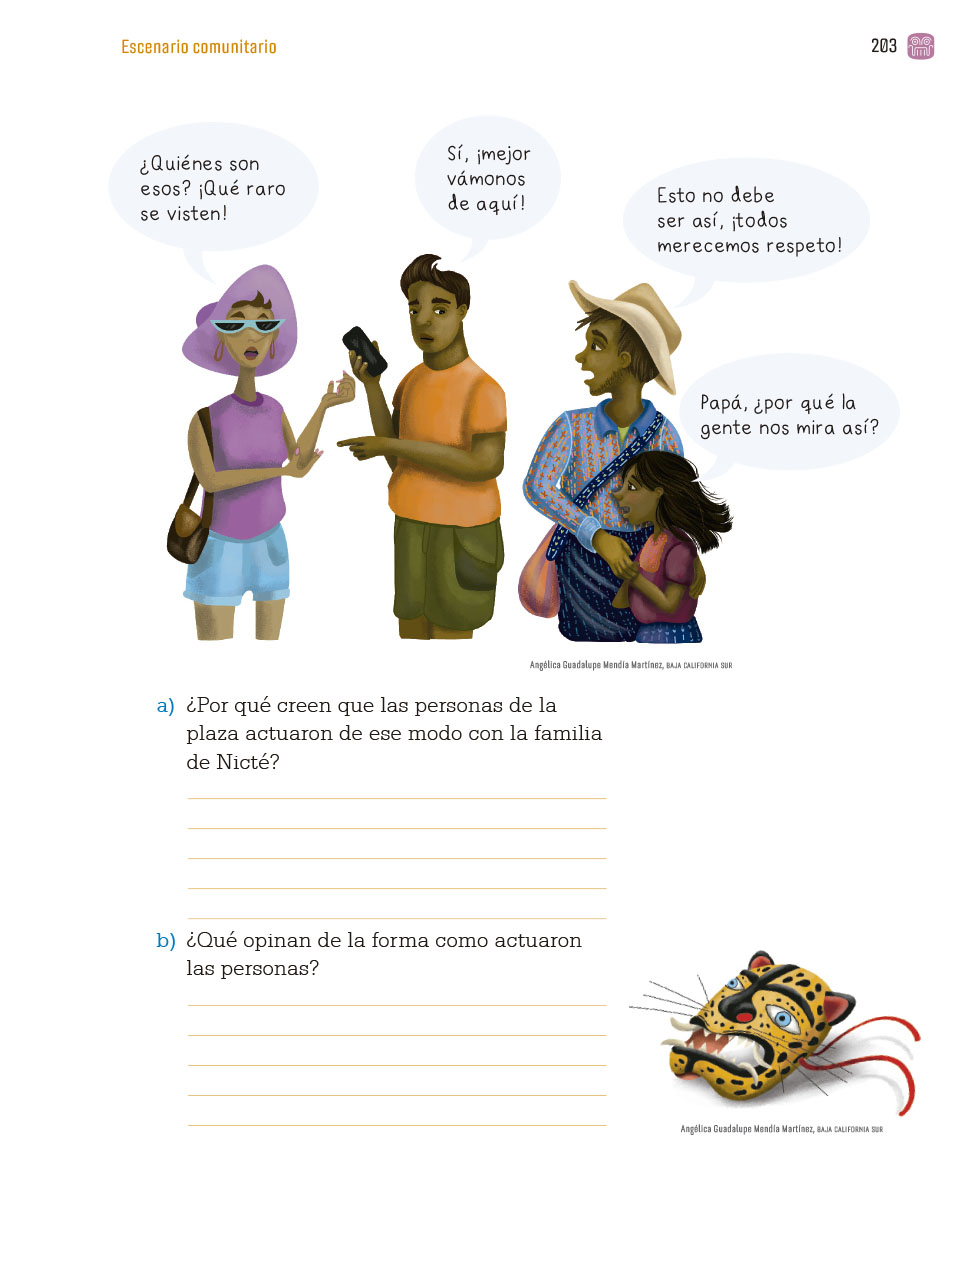 Escenario comunitario
203
¿Quiénes son
esos? ¡Qué raro
se visten!
Sí, ¡mejor
vámonos
de aquí!
Esto no debe
ser así, ¡todos
merecemos respeto!
Papá, ¿por qué la
gente nos mira así?
Angélica Guadalupe Mendía Martínez, BAJA CALIFORNIA SUR
a) ¿Por qué creen que las personas de la
plaza actuaron de ese modo con la familia
de Nicté?
b) ¿Qué opinan de la forma como actuaron
las personas?
Angélica Guadalupe Mendía Martínez, BAJA CALIFORNIA SUR